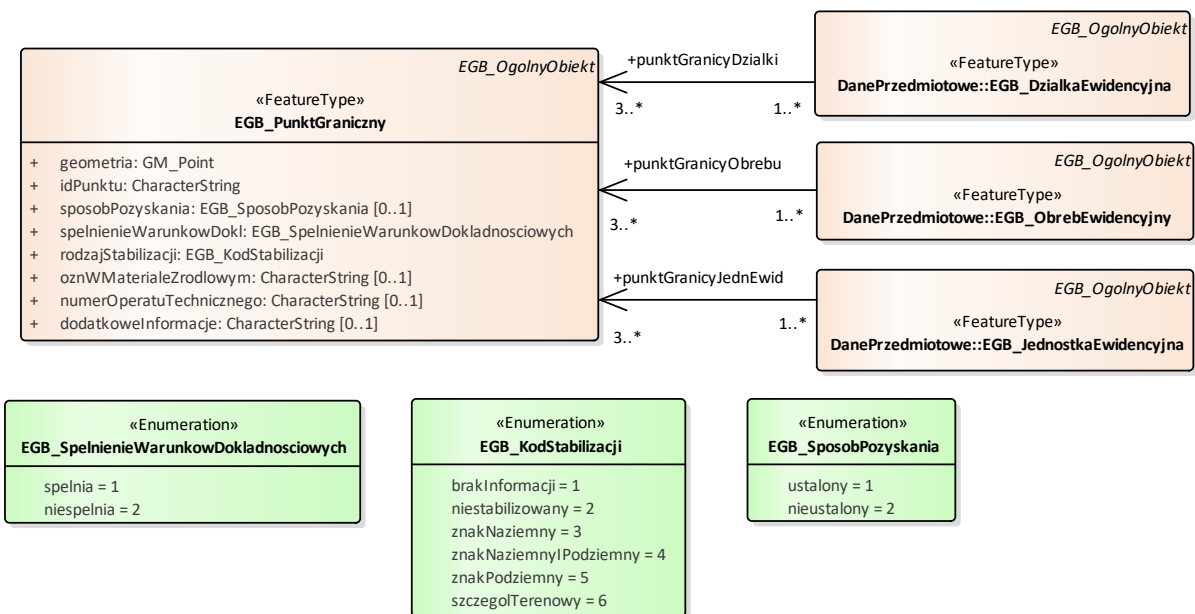 EGB_OgolnyObiekt
«FeatureType»
EGB_PunktGraniczny
+ geometria: GM_Point
+ idPunktu: CharacterString
+ sposobPozyskania: EGB_SposobPozyskania [0..1]
+ spelnienieWarunkowDokl: EGB_SpelnienieWarunkowDokladnosciowych
+ rodzajStabilizacji: EGB_KodStabilizacji
+ oznWMaterialeZrodlowym: CharacterString [0..1]
+ numerOperatuTechnicznego: CharacterString [0..1]
+ dodatkoweInformacje: CharacterString [0..1]
+punktGranicyDzialki
3..* 1..*
EGB_OgolnyObiekt
«FeatureType»
DanePrzedmiotowe::EGB_DzialkaEwidencyjna
+punktGranicyObrebu
3..* 1..*
EGB_OgolnyObiekt
«FeatureType»
DanePrzedmiotowe::EGB_ObrebEwidencyjny
+punktGranicyJednEwid
3..* 1..*
EGB_OgolnyObiekt
«FeatureType»
DanePrzedmiotowe::EGB_JednostkaEwidencyjna
«Enumeration»
EGB_SpelnienieWarunkowDokladnosciowych
spelnia = 1
niespelnia = 2
«Enumeration»
EGB_KodStabilizacji
brakInformacji = 1
niestabilizowany = 2
znakNaziemny = 3
znakNaziemnyIPodziemny = 4
znakPodziemny = 5
szczegolTerenowy = 6
«Enumeration»
EGB_SposobPozyskania
ustalony = 1
nieustalony = 2